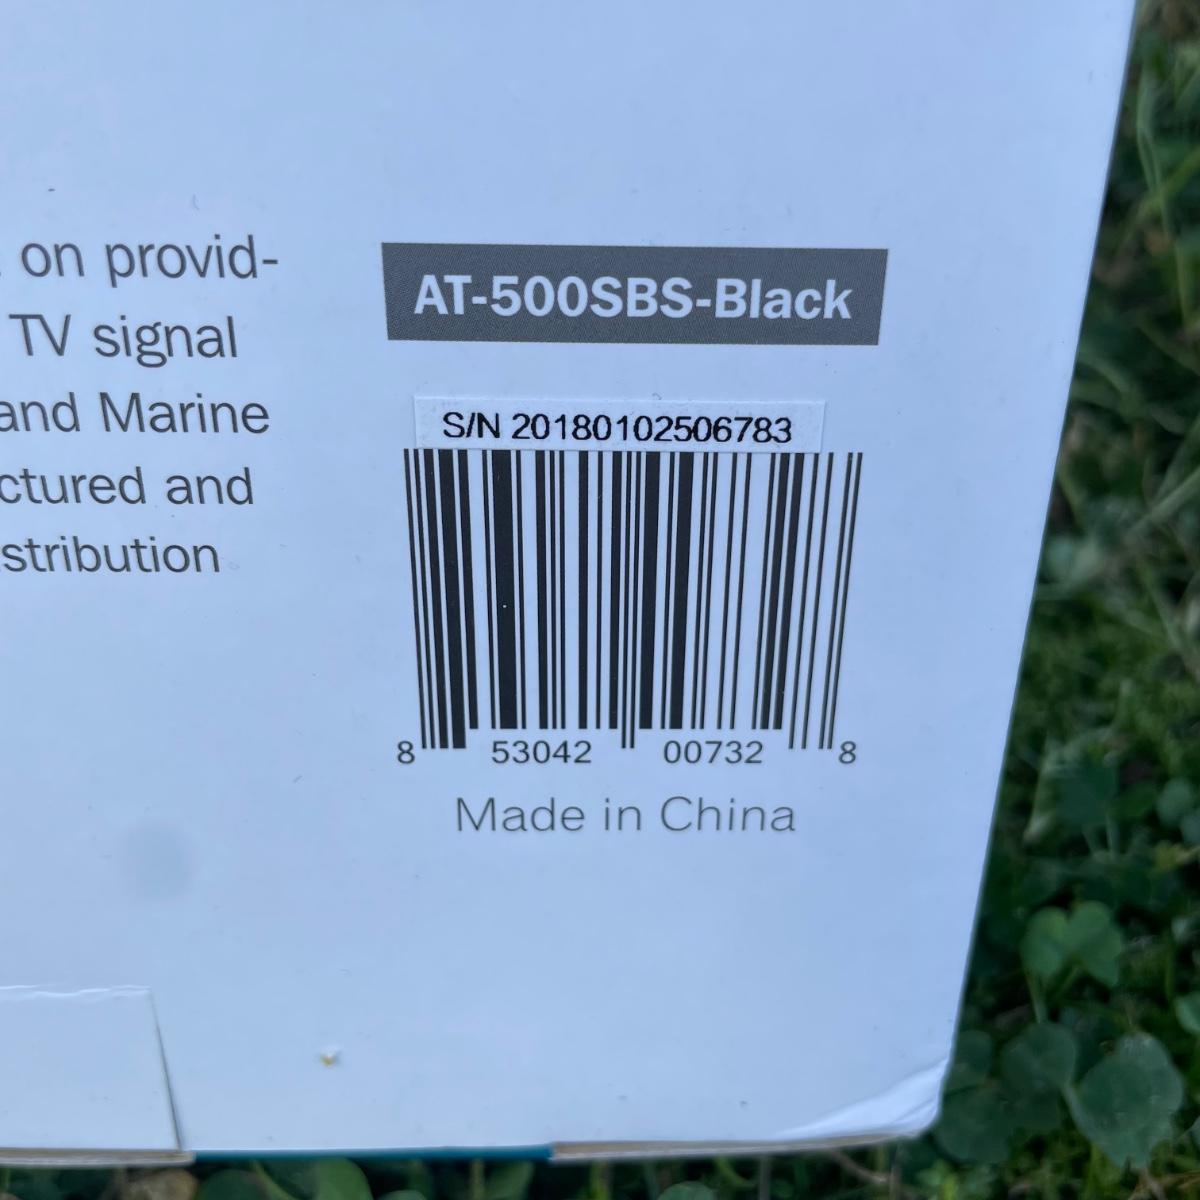 on provid-
TV signal
and Marine
ctured and
stribution
AT-500SBS-Black
S/N 20180102506783
8 53042 00732 8
Made in China